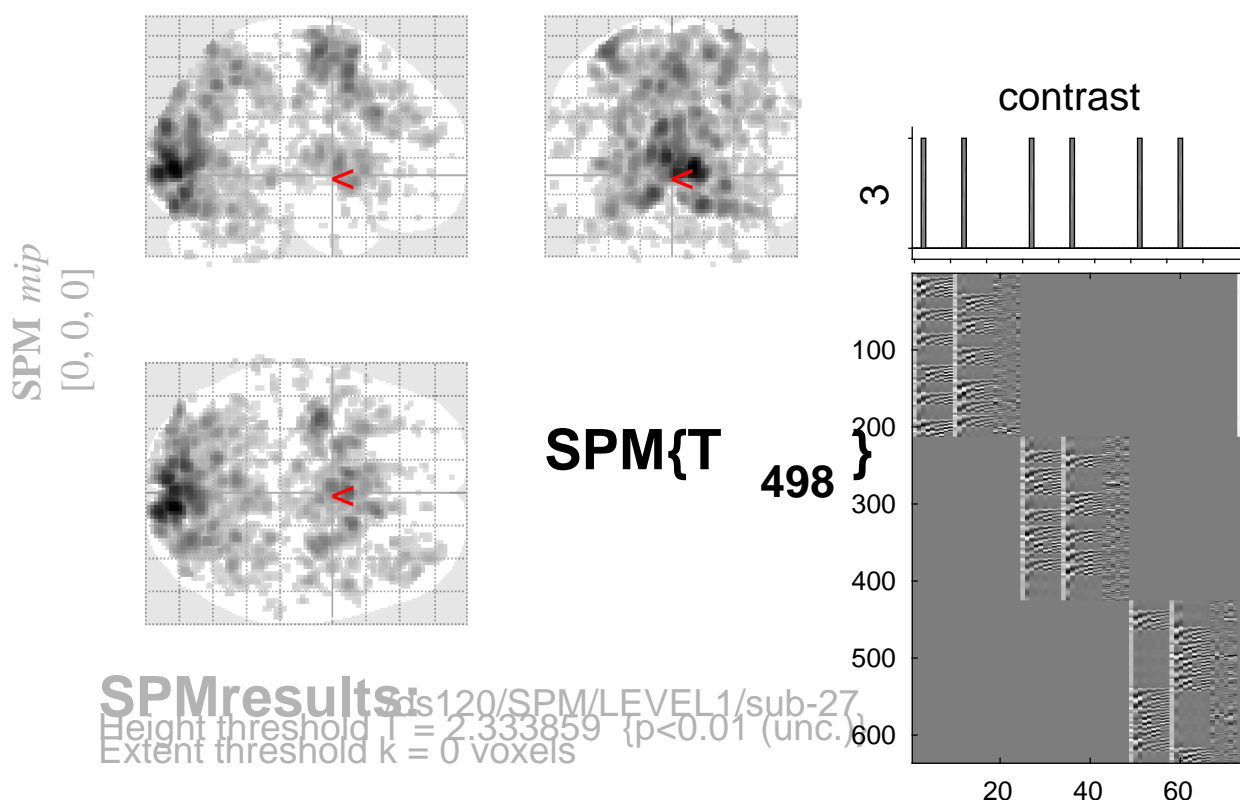 SPM mip
[0, 0, 0]
<
<
<
contrast
3
SPM{T
498
}
100
200
300
400
500
600
20
40
60
SPMresults: /ds120/SPM/LEVEL1/sub-27
Height threshold T = 2.333859 {p<0.01 (unc.)}
Extent threshold k = 0 voxels